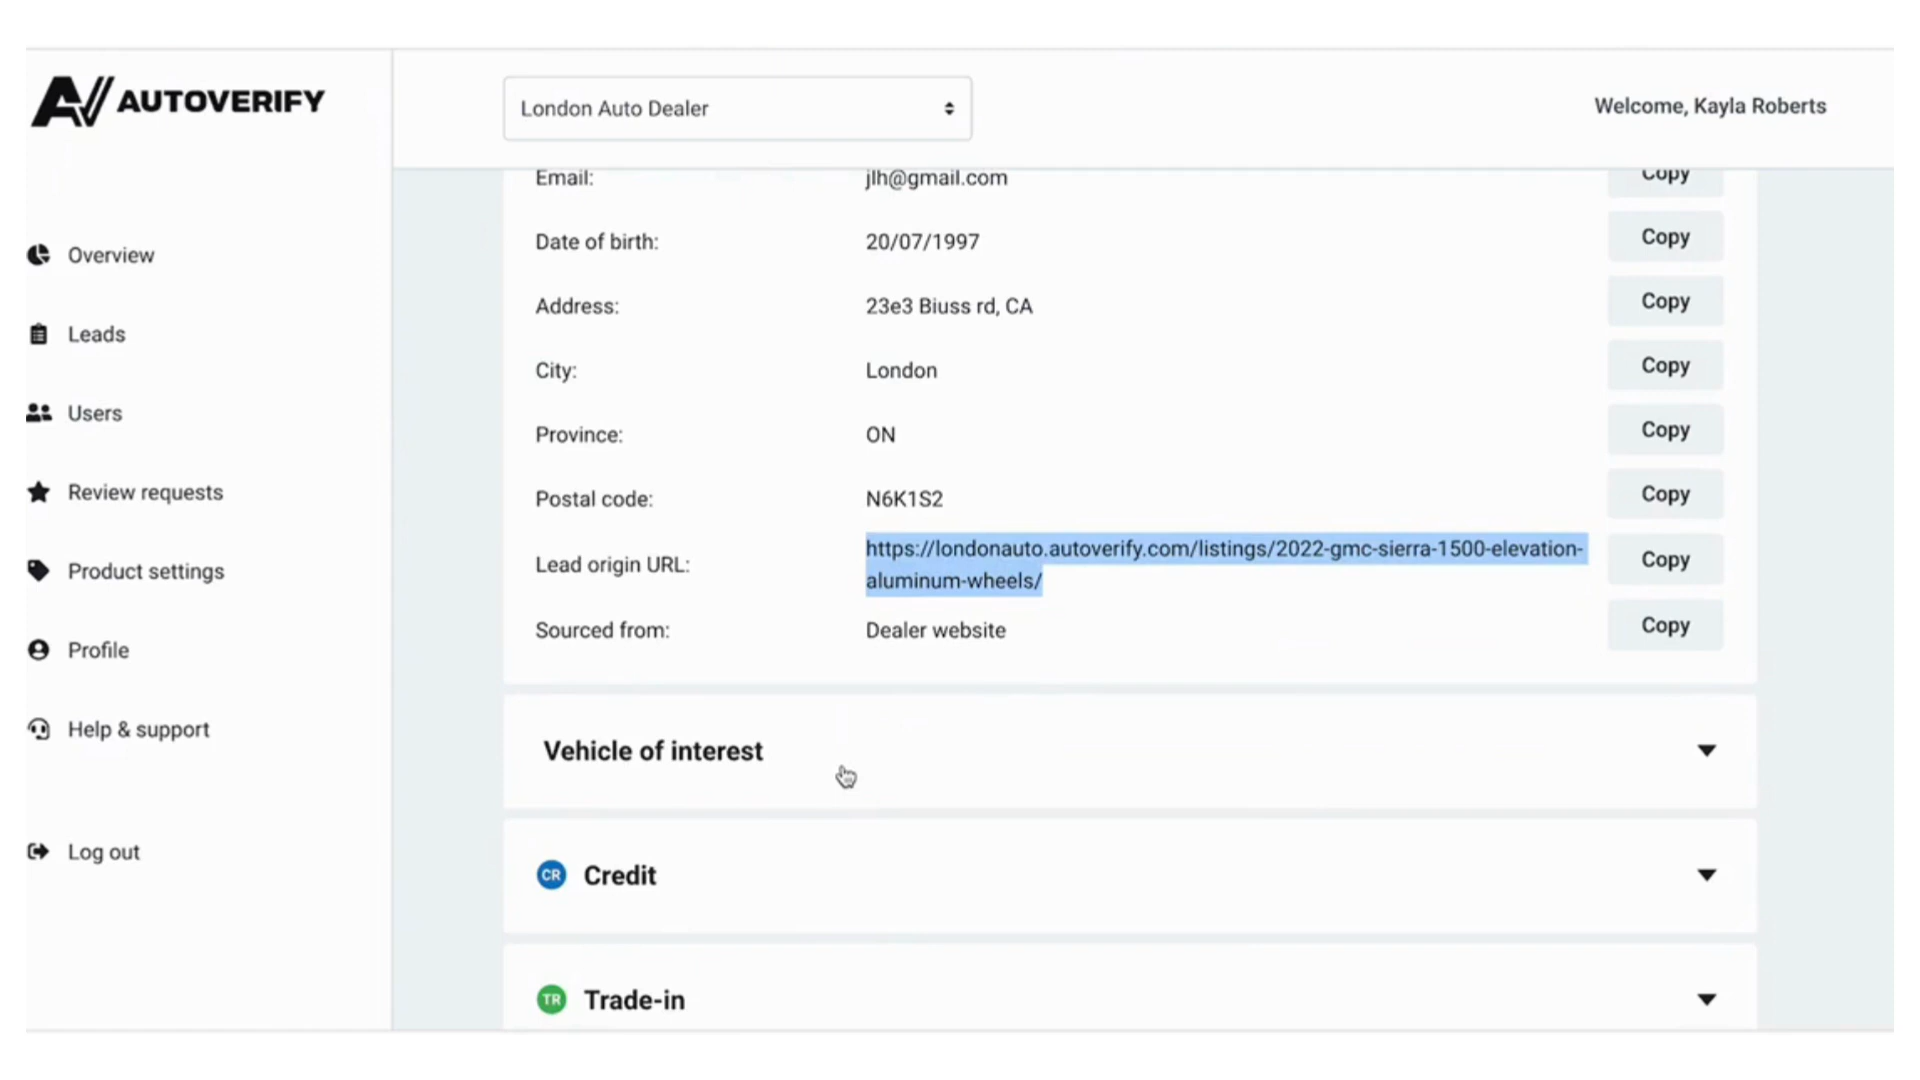 AUTOVERIFY
London Auto Dealer
Welcome, Kayla Roberts
Overview
Leads
Users
Review requests
Product settings
Profile
Help & support
Log out
Email: jlh@gmail.com Copy
Date of birth: 20/07/1997 Copy
Address: 23e3 Biuss rd, CA Copy
City: London Copy
Province: ON Copy
Postal code: N6K1S2 Copy
Lead origin URL: https://londonauto.autoverify.com/listings/2022-gmc-sierra-1500-elevation-
aluminum-wheels/ Copy
Sourced from: Dealer website Copy
Vehicle of interest
CR Credit
TR Trade-in